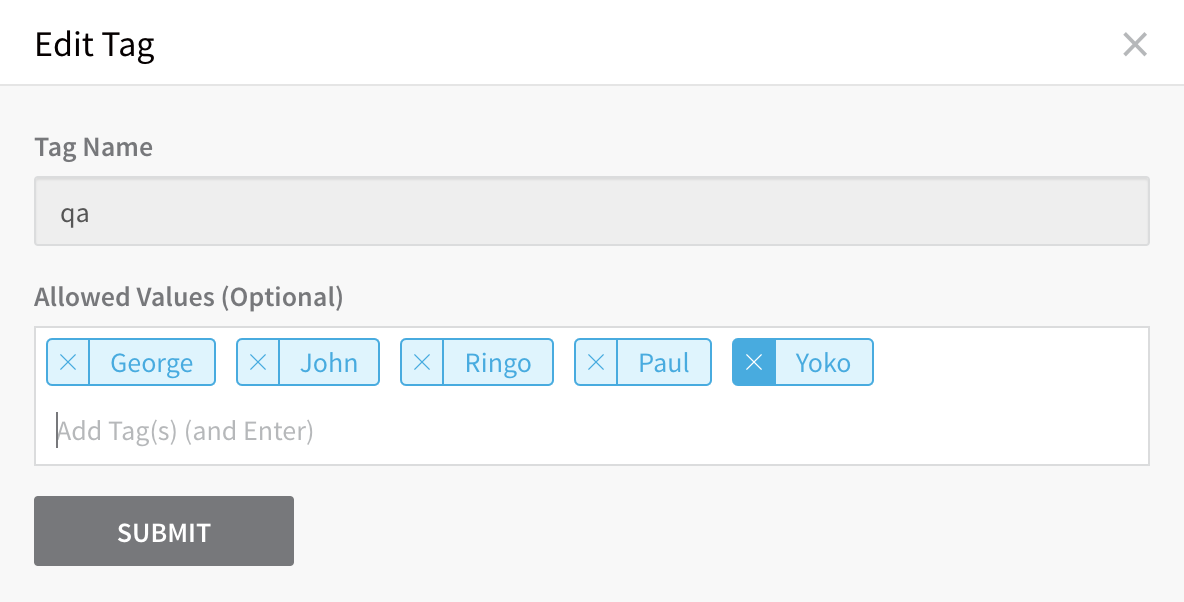 Edit Tag
Tag Name
qa
Allowed Values (Optional)
George John Ringo Paul Yoko
Add Tag(s) (and Enter)
SUBMIT